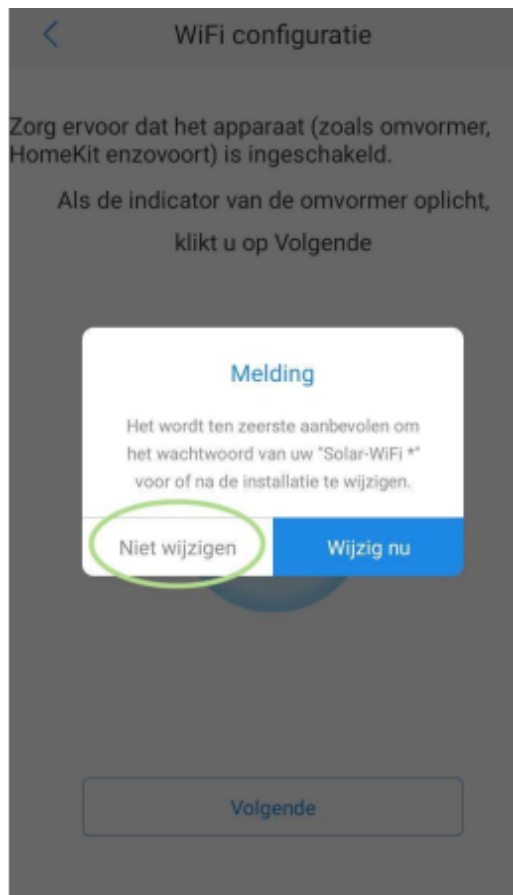 WiFi configuratie
Zorg ervoor dat het apparaat (zoals omvormer,
HomeKit enzovoort) is ingeschakeld.
Als de indicator van de omvormer oplicht,
klikt u op Volgende
Melding
Het wordt ten zeerste aanbevolen om
het wachtwoord van uw "Solar-WiFi *"
voor of na de installatie te wijzigen.
Niet wijzigen
Wijzig nu
Volgende